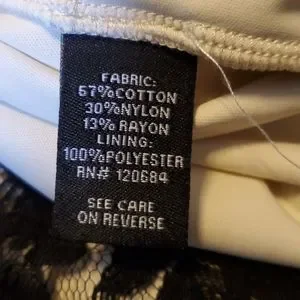 FABRIC:
57%COTTON
30%NYLON
13% RAYON
LINING:
100%POLYESTER
RN# 120684
SEE CARE
ON REVERSE